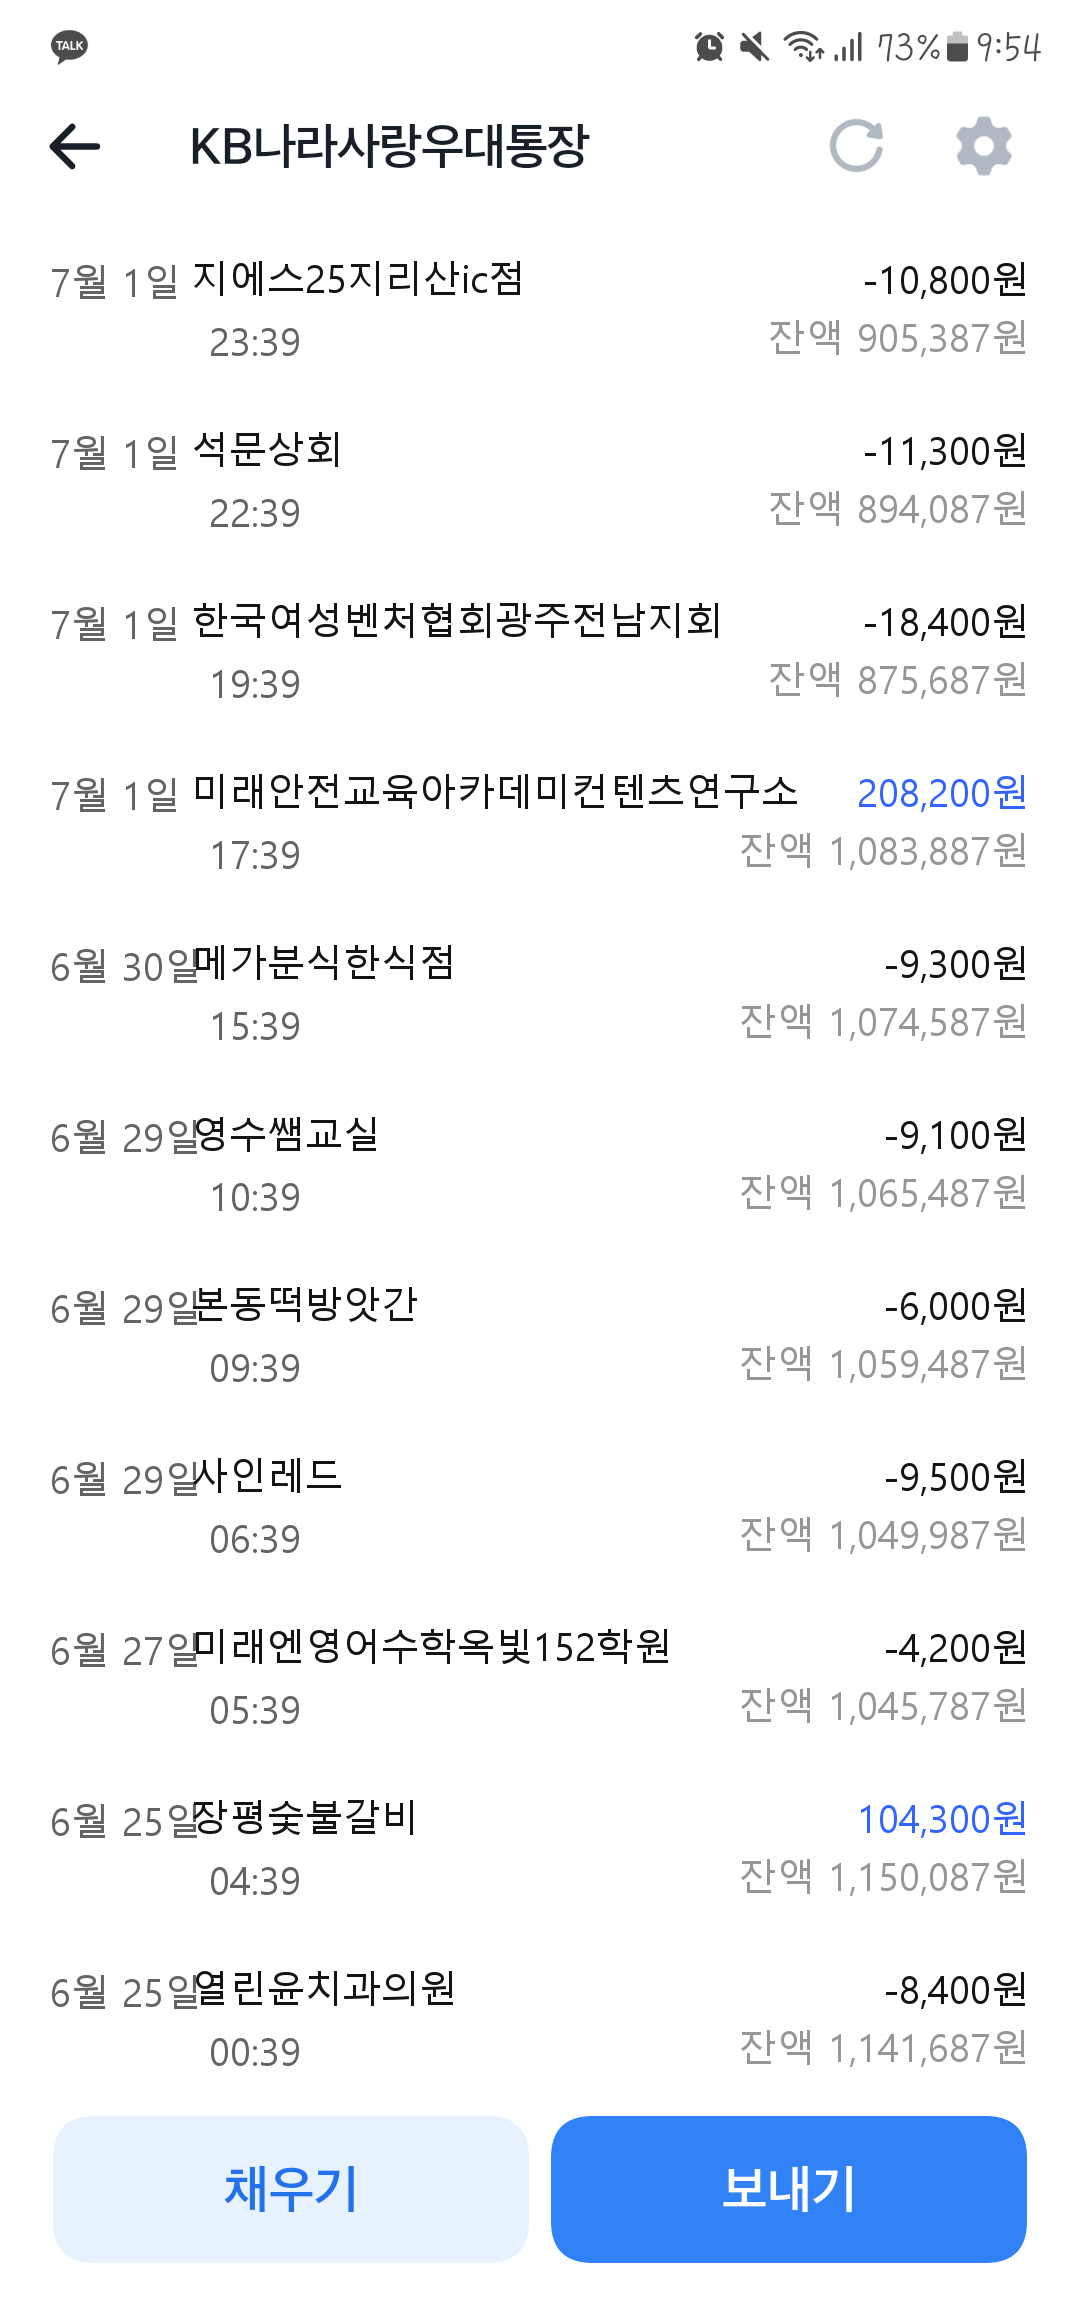 TALK 73% 9:54
KB나라사랑우대통장
7월 1일 지에스25지리산ic점 -10,800원
23:39 잔액 905,387원
7월 1일 석문상회 -11,300원
22:39 잔액 894,087원
7월 1일 한국여성벤처협회광주전남지회 -18,400원
19:39 잔액 875,687원
7월 1일 미래안전교육아카데미컨텐츠연구소 208,200원
17:39 잔액 1,083,887원
6월 30일 메가분식한식점 -9,300원
15:39 잔액 1,074,587원
6월 29일 영수쌤교실 -9,100원
10:39 잔액 1,065,487원
6월 29일 본동떡방앗간 -6,000원
09:39 잔액 1,059,487원
6월 29일 사인레드 -9,500원
06:39 잔액 1,049,987원
6월 27일 미래엔영어수학옥빛152학원 -4,200원
05:39 잔액 1,045,787원
6월 25일 장평숯불갈비 104,300원
04:39 잔액 1,150,087원
6월 25일 열린윤치과의원 -8,400원
00:39 잔액 1,141,687원
채우기 보내기